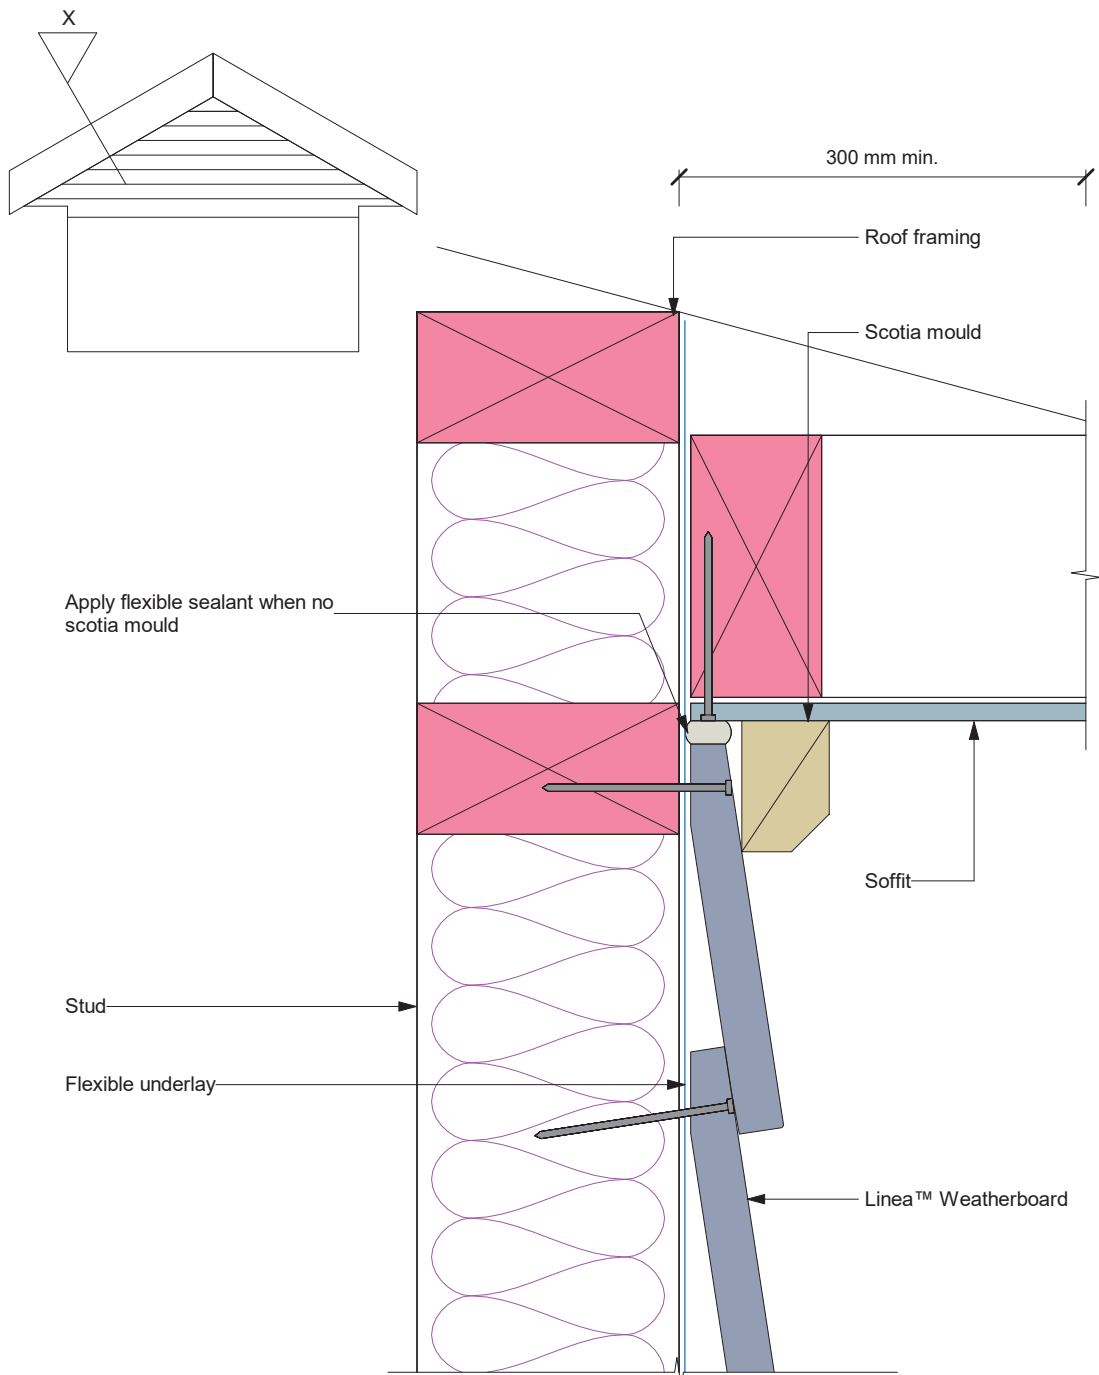 X
300 mm min.
Roof framing
Scotia mould
Apply flexible sealant when no
scotia mould
Soffit
Stud
Flexible underlay
Linea™ Weatherboard